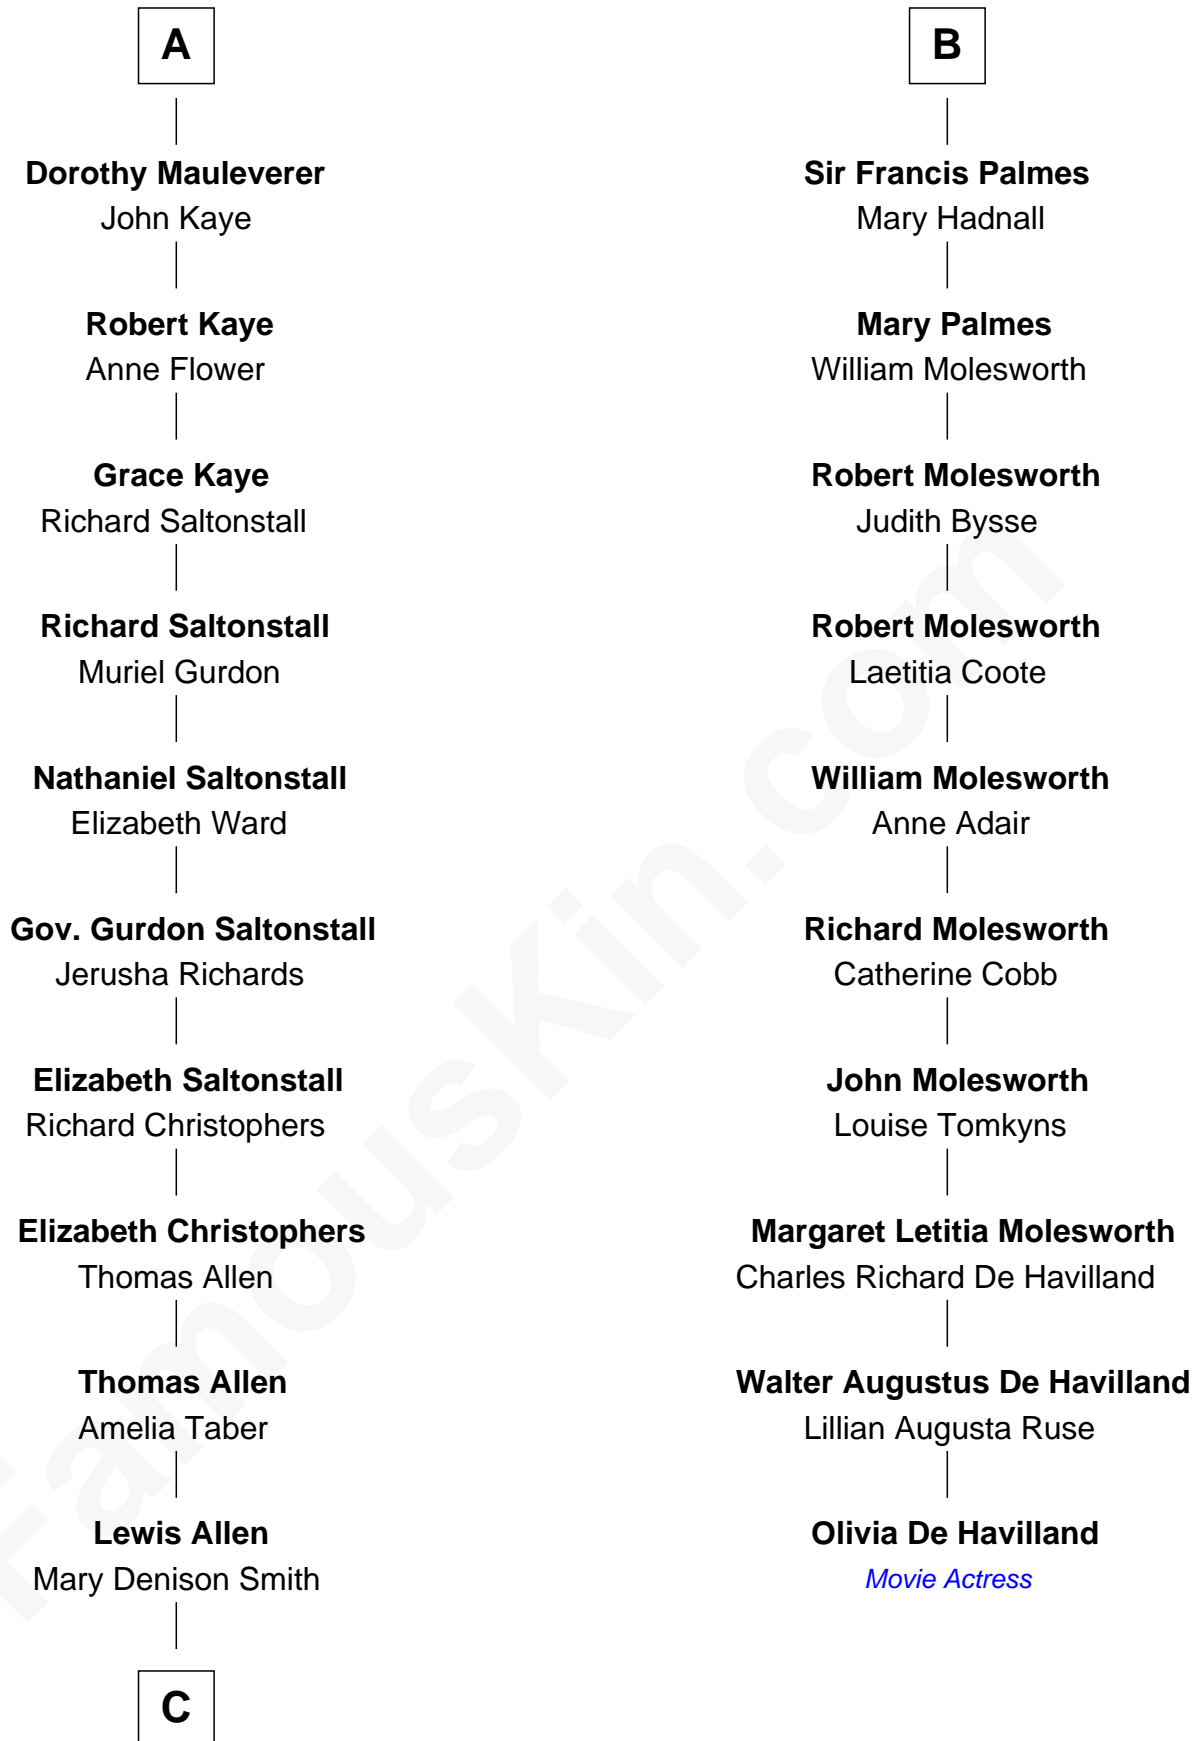 A
Dorothy Mauleverer
John Kaye
Robert Kaye
Anne Flower
Grace Kaye
Richard Saltonstall
Richard Saltonstall
Muriel Gurdon
Nathaniel Saltonstall
Elizabeth Ward
Gov. Gurdon Saltonstall
Jerusha Richards
Elizabeth Saltonstall
Richard Christophers
Elizabeth Christophers
Thomas Allen
Thomas Allen
Amelia Taber
Lewis Allen
Mary Denison Smith
C
B
Sir Francis Palmes
Mary Hadnall
Mary Palmes
William Molesworth
Robert Molesworth
Judith Bysse
Robert Molesworth
Laetitia Coote
William Molesworth
Anne Adair
Richard Molesworth
Catherine Cobb
John Molesworth
Louise Tomkyns
Margaret Letitia Molesworth
Charles Richard De Havilland
Walter Augustus De Havilland
Lillian Augusta Ruse
Olivia De Havilland
Movie Actress
FamousKin.com